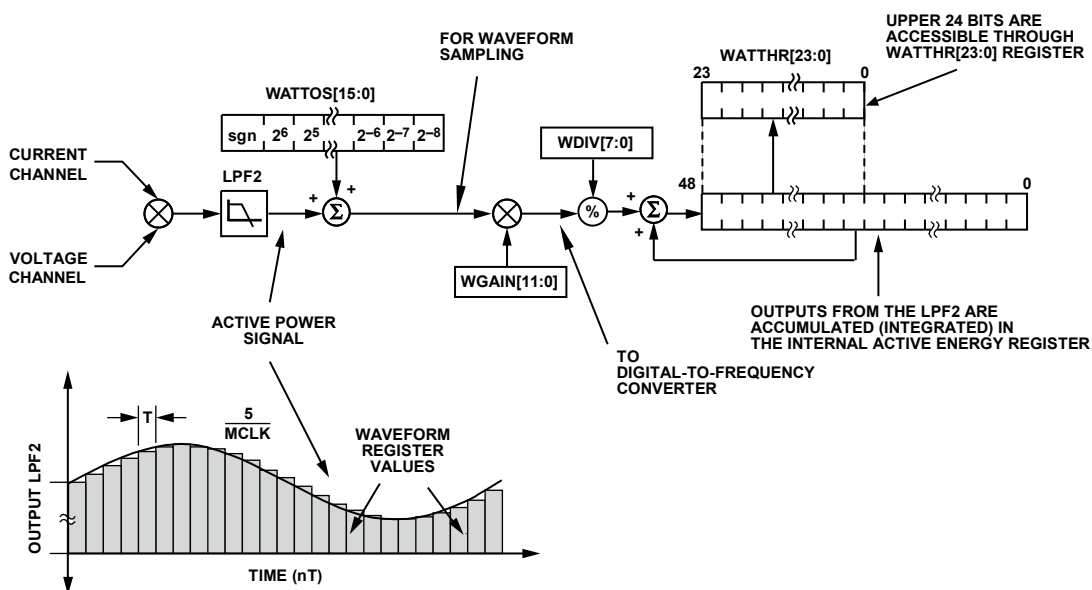 UPPER 24 BITS ARE
ACCESSIBLE THROUGH
WATTHR[23:0]
REGISTER
FOR WAVEFORM
SAMPLING
WATTHR[23:0]
23 0
WATTOS[15:0]
sgn 2⁶ 2⁵ 2⁻⁶ 2⁻⁷ 2⁻⁸
WDIV[7:0]
CURRENT
CHANNEL
LPF2
+ +
Σ
%
+
Σ
+
48 0
VOLTAGE
CHANNEL
WGAIN[11:0]
ACTIVE POWER
SIGNAL
TO
DIGITAL-TO-FREQUENCY
CONVERTER
OUTPUTS FROM THE LPF2 ARE
ACCUMULATED (INTEGRATED) IN
THE INTERNAL ACTIVE ENERGY REGISTER
T
5
MCLK
WAVEFORM
REGISTER
VALUES
OUTPUT LPF2
TIME (nT)